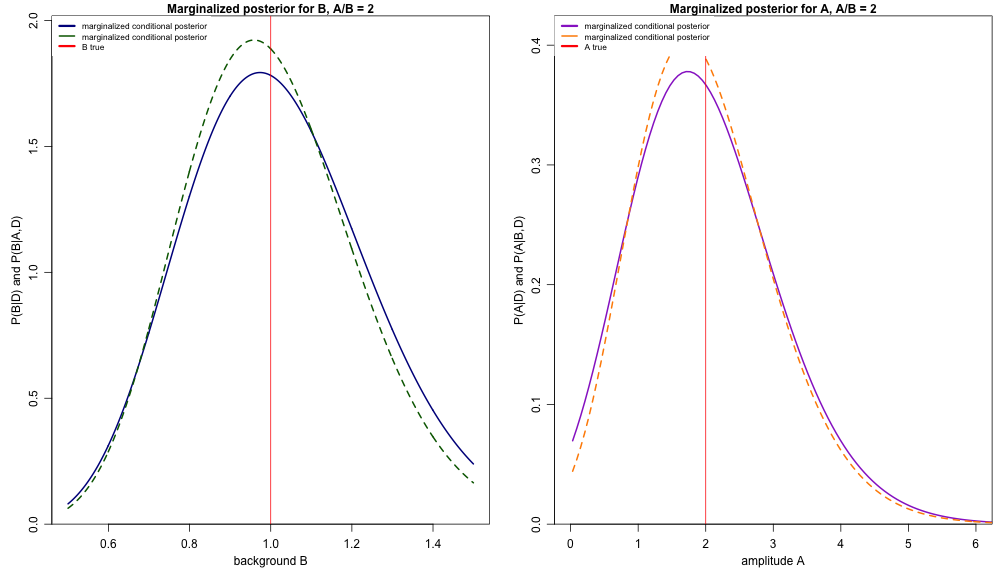 Marginalized posterior for B, A/B = 2
marginalized conditional posterior
marginalized conditional posterior
B true
P(B|D) and P(B|A,D)
2.0
1.5
1.0
0.5
0.0
0.6 0.8 1.0 1.2 1.4
background B
Marginalized posterior for A, A/B = 2
marginalized conditional posterior
marginalized conditional posterior
A true
P(A|D) and P(A|B,D)
0.4
0.3
0.2
0.1
0.0
0 1 2 3 4 5 6
amplitude A